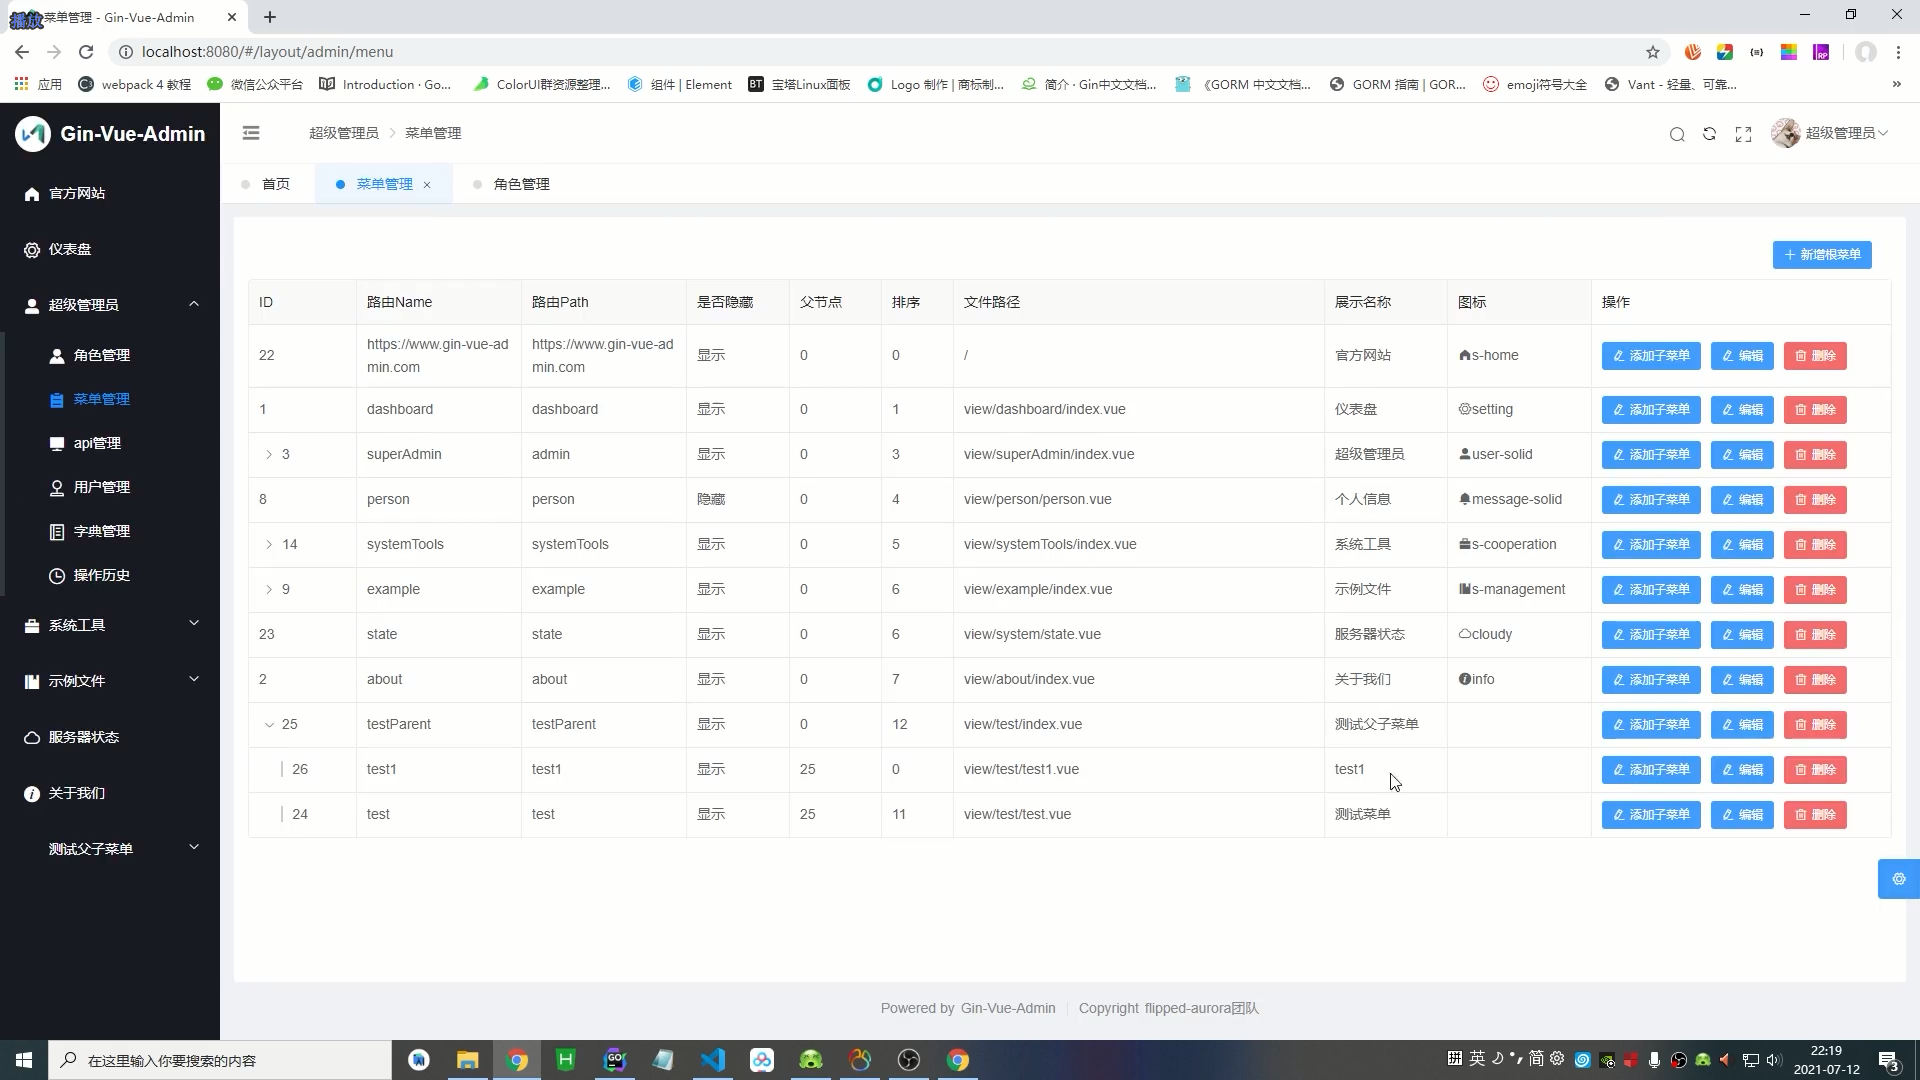 播放
菜单管理 - Gin-Vue-Admin
localhost:8080/#/layout/admin/menu
应用
webpack 4 教程
微信公众平台
Introduction · Go...
ColorUI群资源整理...
组件 | Element
宝塔Linux面板
Logo 制作 | 商标制...
简介 · Gin中文文档...
《GORM 中文文档...
GORM 指南 | GOR...
emoji符号大全
Vant - 轻量、可靠...
Gin-Vue-Admin
超级管理员
菜单管理
超级管理员
首页
菜单管理
角色管理
官方网站
仪表盘
超级管理员
角色管理
菜单管理
api管理
用户管理
字典管理
操作历史
系统工具
示例文件
服务器状态
关于我们
测试父子菜单
新增根菜单
ID 路由Name 路由Path 是否隐藏 父节点 排序 文件路径 展示名称 图标 操作
22 https://www.gin-vue-ad https://www.gin-vue-ad 显示 0 0 / 官方网站 s-home 添加子菜单 编辑 删除
min.com min.com
1 dashboard dashboard 显示 0 1 view/dashboard/index.vue 仪表盘 setting 添加子菜单 编辑 删除
3 superAdmin admin 显示 0 3 view/superAdmin/index.vue 超级管理员 user-solid 添加子菜单 编辑 删除
8 person person 隐藏 0 4 view/person/person.vue 个人信息 message-solid 添加子菜单 编辑 删除
14 systemTools systemTools 显示 0 5 view/systemTools/index.vue 系统工具 s-cooperation 添加子菜单 编辑 删除
9 example example 显示 0 6 view/example/index.vue 示例文件 s-management 添加子菜单 编辑 删除
23 state state 显示 0 6 view/system/state.vue 服务器状态 cloudy 添加子菜单 编辑 删除
2 about about 显示 0 7 view/about/index.vue 关于我们 info 添加子菜单 编辑 删除
25 testParent testParent 显示 0 12 view/test/index.vue 测试父子菜单 添加子菜单 编辑 删除
26 test1 test1 显示 25 0 view/test/test1.vue test1 添加子菜单 编辑 删除
24 test test 显示 25 11 view/test/test.vue 测试菜单 添加子菜单 编辑 删除
Powered by Gin-Vue-Admin
Copyright flipped-aurora团队
在这里输入你要搜索的内容
英
简
22:19
2021-07-12
3